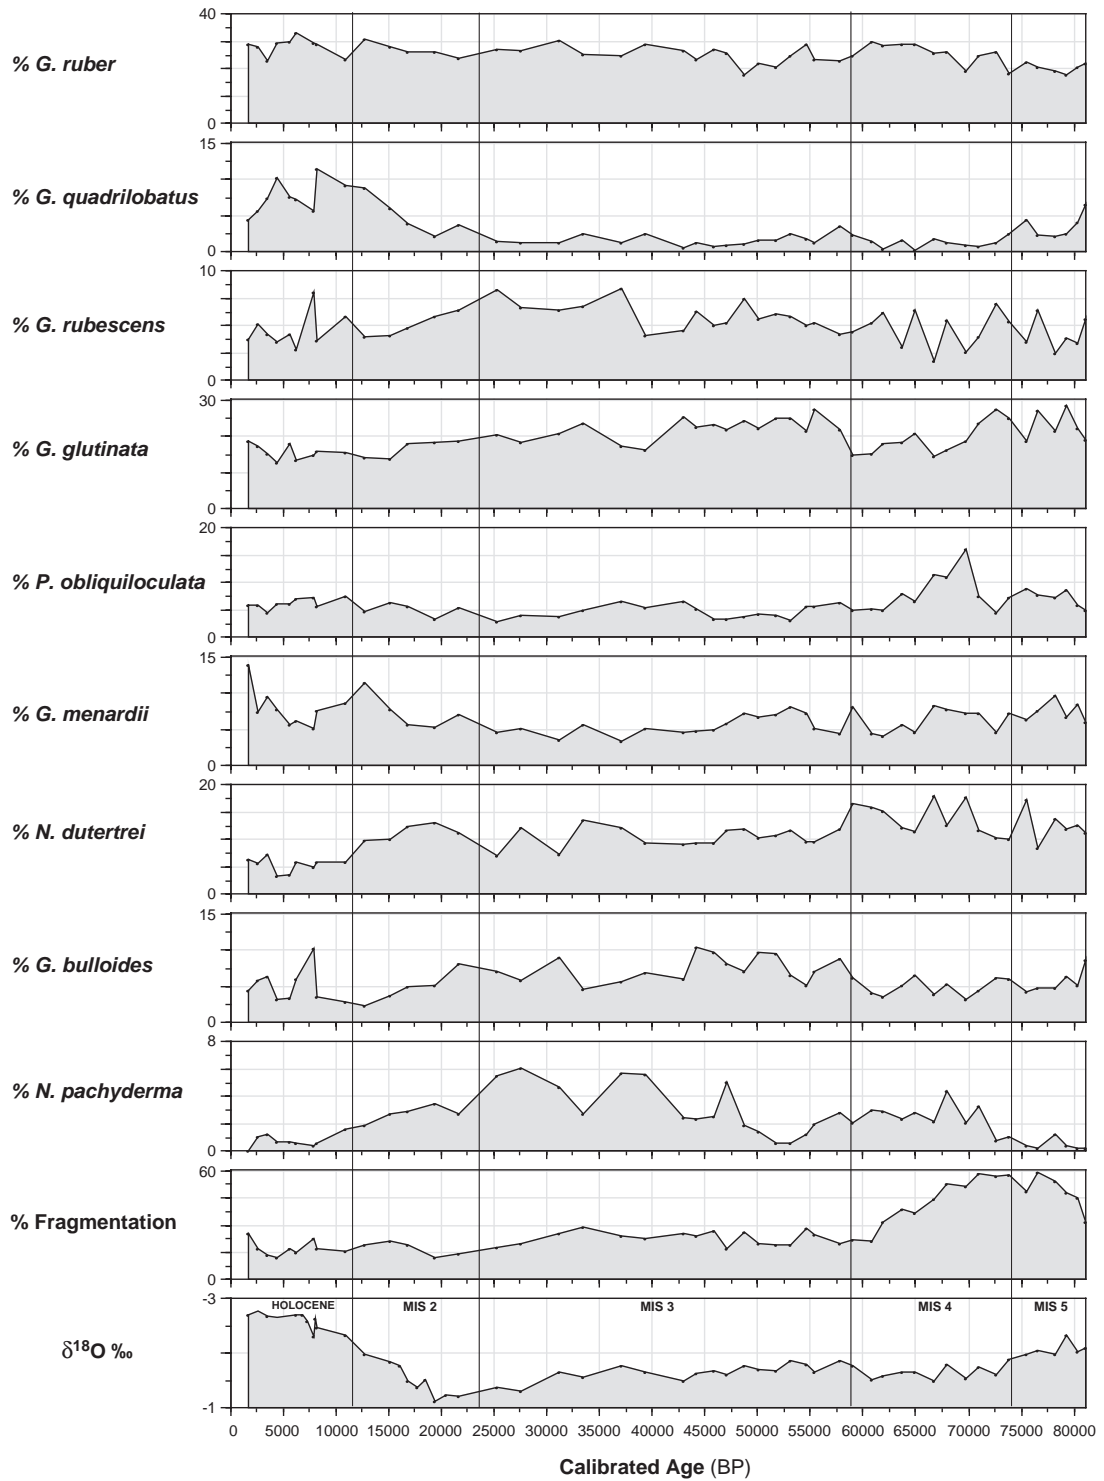 40
% G. ruber
0
15
% G. quadrilobatus
0
10
% G. rubescens
0
30
% G. glutinata
0
20
% P. obliquiloculata
0
15
% G. menardii
0
20
% N. dutertrei
0
15
% G. bulloides
0
8
% N. pachyderma
0
60
% Fragmentation
0
-3
HOLOCENE MIS 2 MIS 3 MIS 4 MIS 5
δ18O ‰
-1
0 5000 10000 15000 20000 25000 30000 35000 40000 45000 50000 55000 60000 65000 70000 75000 80000
Calibrated Age (BP)